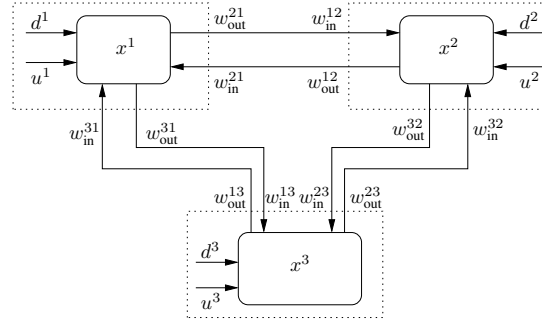 d^1 w_out^21 w_in^12 d^2
x^1 x^2
u^1 w_in^21 w_out^12 u^2
w_in^31 w_out^31 w_out^32 w_in^32
w_out^13 w_in^13 w_in^23 w_out^23
d^3
x^3
u^3